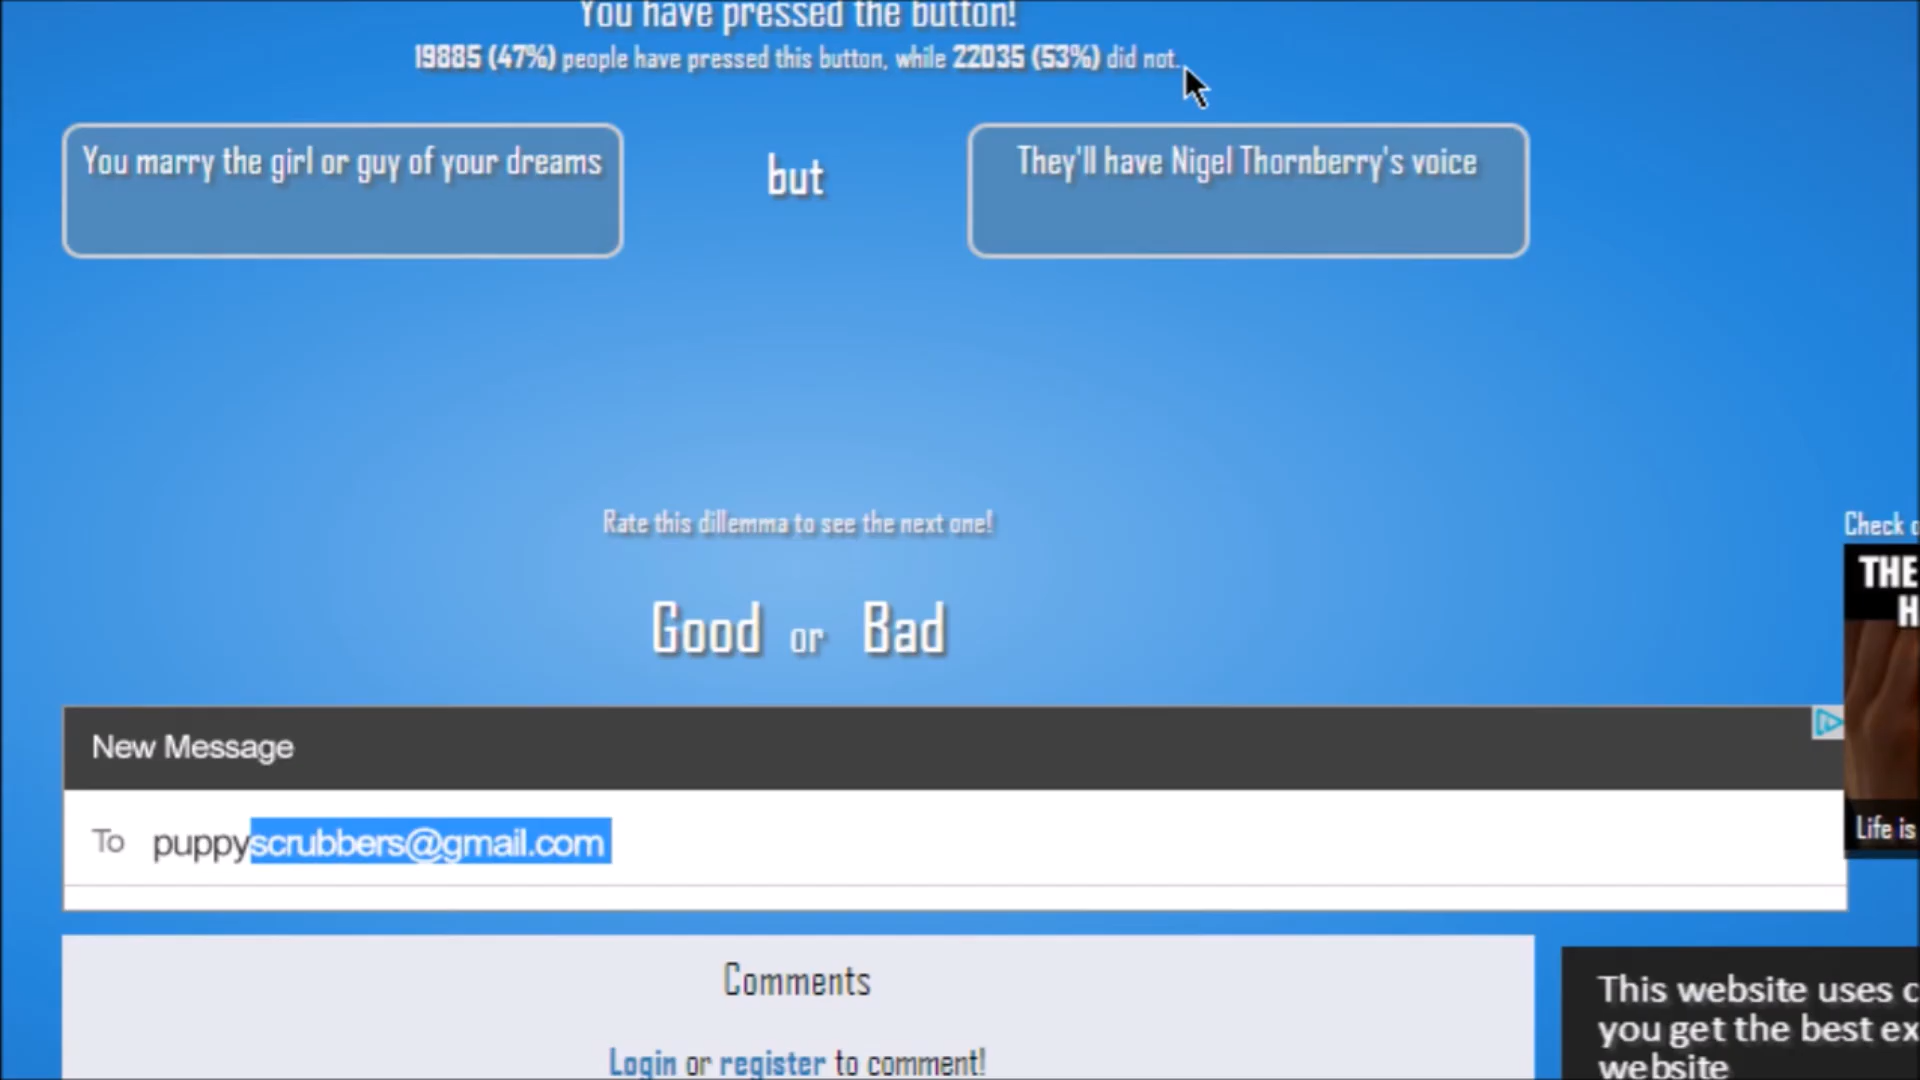 You have pressed the button!
19885 (47%) people have pressed this button, while 22035 (53%) did not.
You marry the girl or guy of your dreams
but
They'll have Nigel Thornberry's voice
Rate this dillemma to see the next one!
Good or Bad
Check
THE
H
New Message
To puppyscrubbers@gmail.com
Life is
Comments
Login or register to comment!
This website uses c
you get the best ex
website